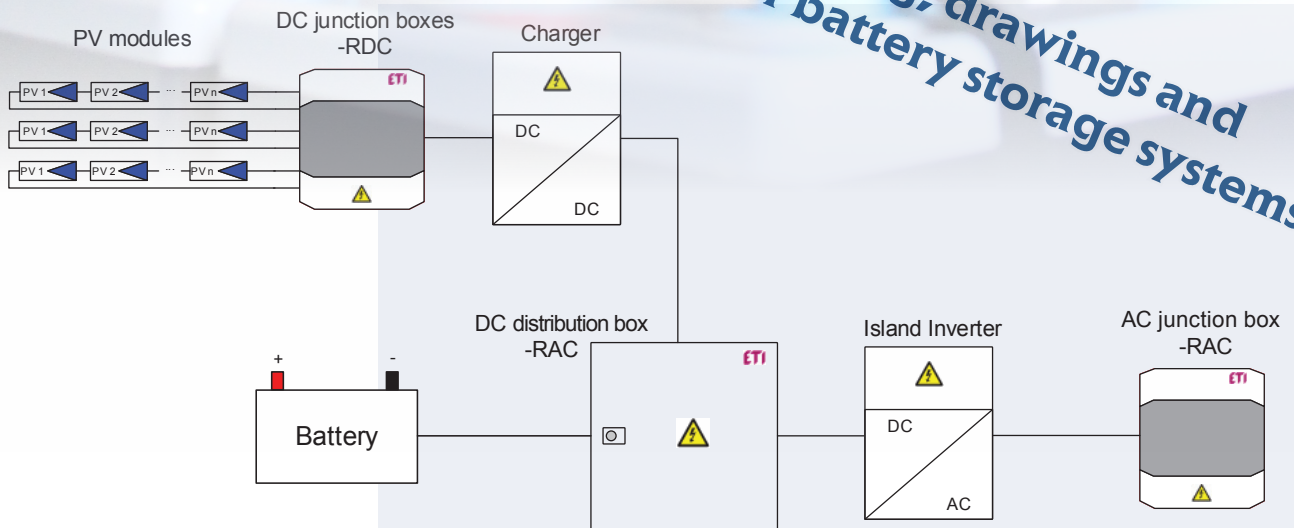 drawings and
battery storage systems
PV modules
DC junction boxes
-RDC
Charger
ETI
PV 1 PV 2 ... PV n
PV 1 PV 2 ... PV n
PV 1 PV 2 ... PV n
DC
DC
DC distribution box
-RAC
ETI
Island Inverter
AC junction box
-RAC
ETI
+ -
Battery
DC
AC